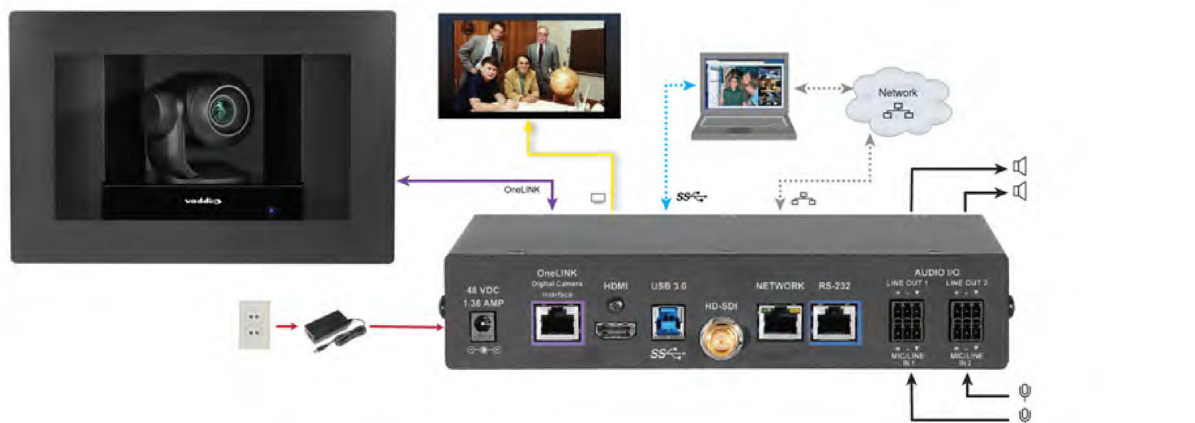 vaddio
OneLINK
Network
OneLINK
Digital Camera
Interface
48 VDC
1.36 AMP
HDMI
USB 3.0
HD-SDI
NETWORK
RS-232
AUDIO I/O
LINE OUT 1
LINE OUT 2
+ - ▼
+ - ▼
+ - ▼
+ - ▼
MIC/LINE
IN 1
MIC/LINE
IN 2
SS
SS